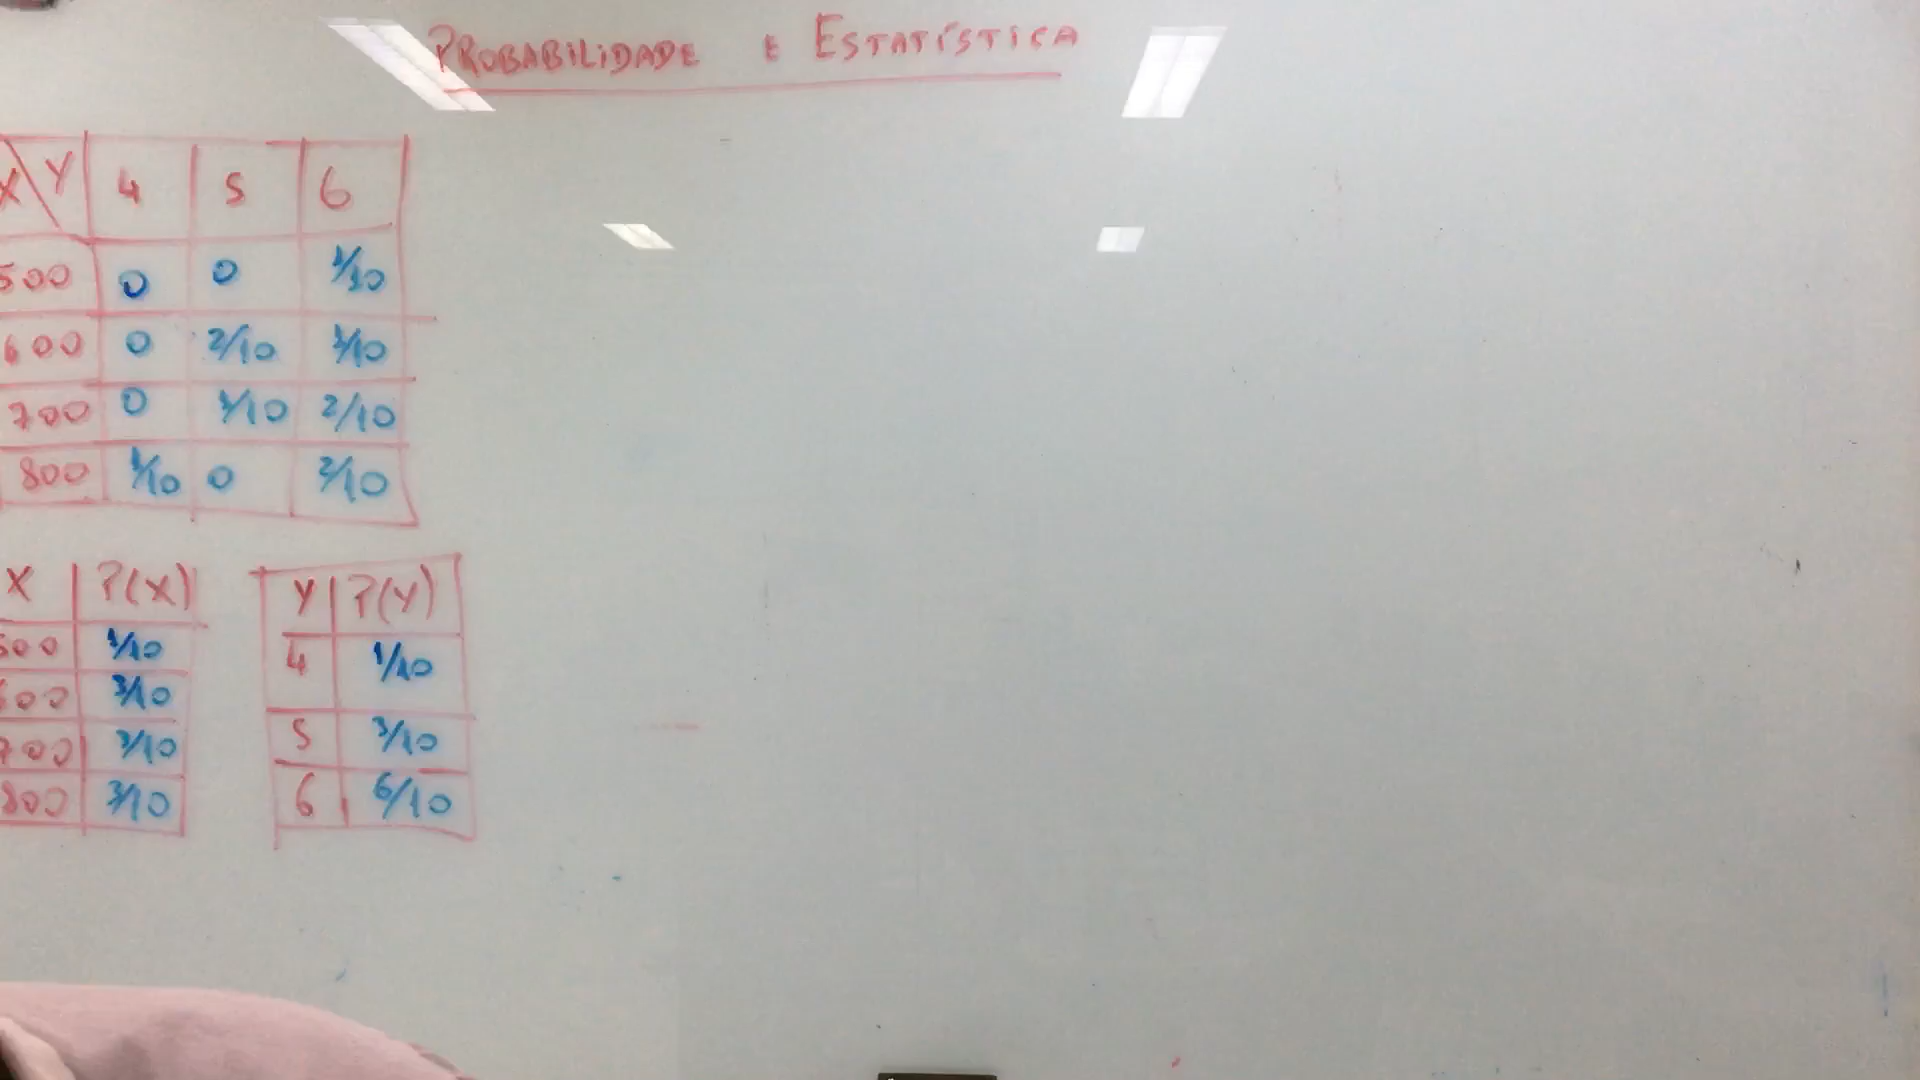 PROBABILIDADE E ESTATÍSTICA
X\Y 4 5 6
500 0 0 1/10
600 0 2/10 1/10
700 0 1/10 2/10
800 1/10 0 2/10
X P(X)
500 1/10
600 3/10
700 3/10
800 3/10
Y P(Y)
4 1/10
5 3/10
6 6/10